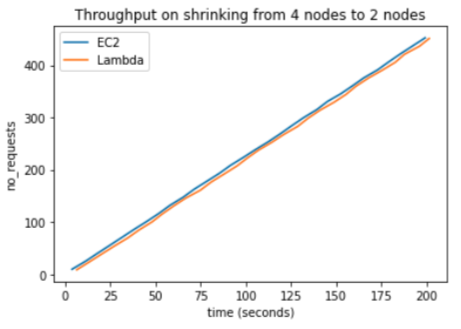 Throughput on shrinking from 4 nodes to 2 nodes
EC2
Lambda
400
300
200
100
0
no_requests
0 25 50 75 100 125 150 175 200
time (seconds)